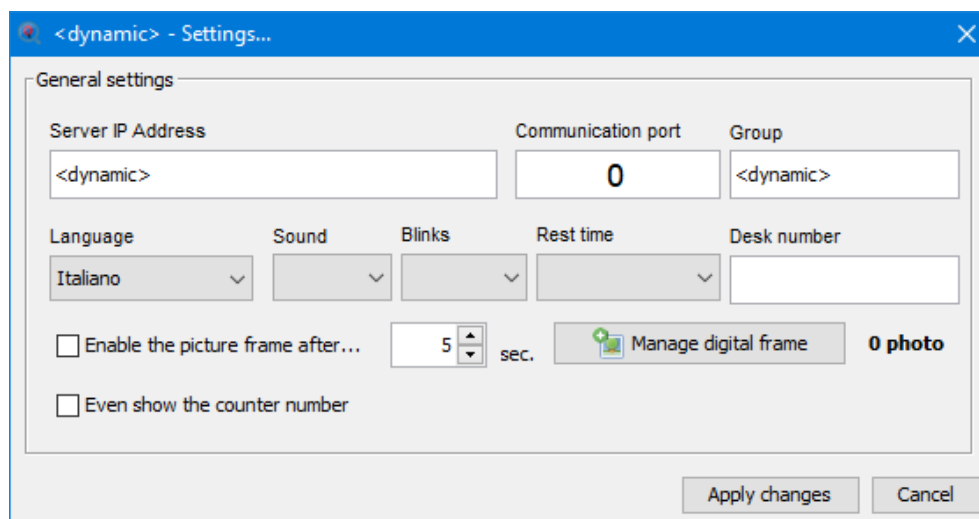 <dynamic> - Settings...
General settings
Server IP Address Communication port Group
<dynamic> 0 <dynamic>
Language Sound Blinks Rest time Desk number
Italiano
Enable the picture frame after... 5 sec. Manage digital frame 0 photo
Even show the counter number
Apply changes Cancel